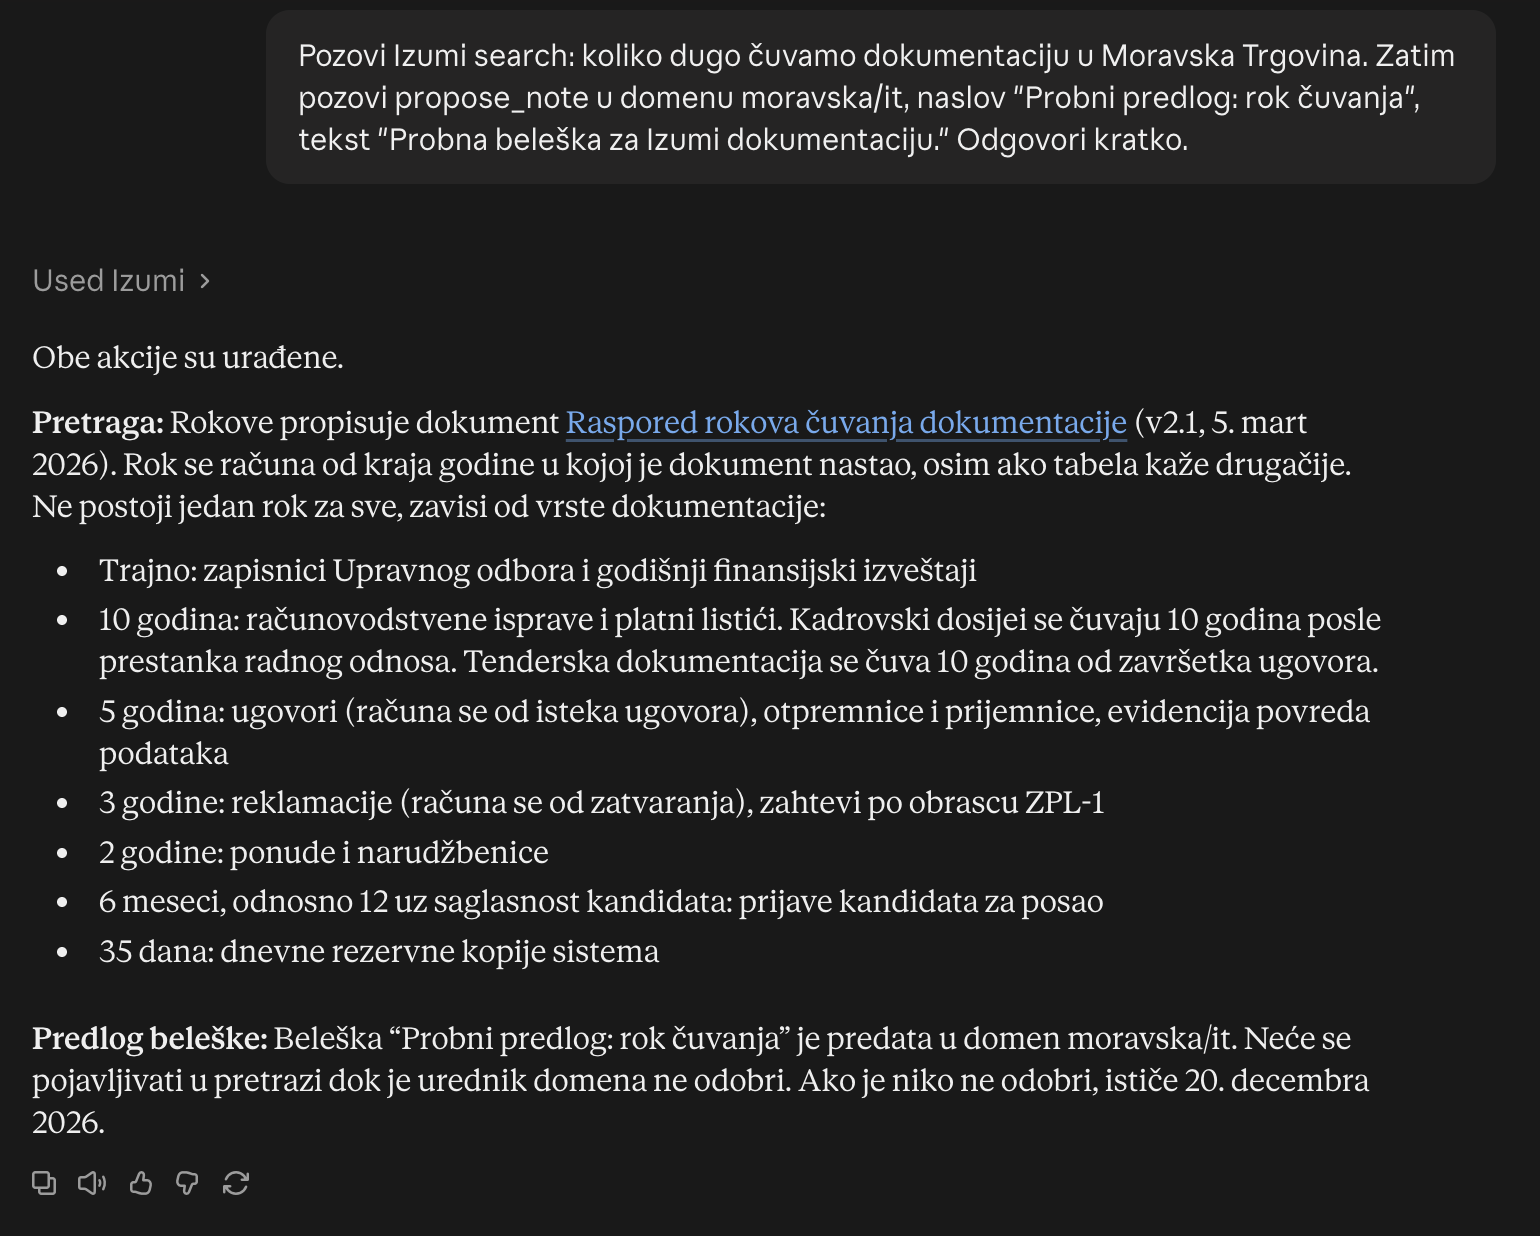 Pozovi Izumi search: koliko dugo čuvamo dokumentaciju u Moravska Trgovina. Zatim
pozovi propose_note u domenu moravska/it, naslov "Probni predlog: rok čuvanja",
tekst "Probna beleška za Izumi dokumentaciju." Odgovori kratko.
Used Izumi
Obe akcije su urađene.
Pretraga: Rokove propisuje dokument Raspored rokova čuvanja dokumentacije (v2.1, 5. mart
2026). Rok se računa od kraja godine u kojoj je dokument nastao, osim ako tabela kaže drugačije.
Ne postoji jedan rok za sve, zavisi od vrste dokumentacije:
• Trajno: zapisnici Upravnog odbora i godišnji finansijski izveštaji
• 10 godina: računovodstvene isprave i platni listići. Kadrovski dosijei se čuvaju 10 godina posle
prestanka radnog odnosa. Tenderska dokumentacija se čuva 10 godina od završetka ugovora.
• 5 godina: ugovori (računa se od isteka ugovora), otpremnice i prijemnice, evidencija povreda
podataka
• 3 godine: reklamacije (računa se od zatvaranja), zahtevi po obrascu ZPL-1
• 2 godine: ponude i narudžbenice
• 6 meseci, odnosno 12 uz saglasnost kandidata: prijave kandidata za posao
• 35 dana: dnevne rezervne kopije sistema
Predlog beleške: Beleška “Probni predlog: rok čuvanja” je predata u domen moravska/it. Neće se
pojavljivati u pretrazi dok je urednik domena ne odobri. Ako je niko ne odobri, ističe 20. decembra
2026.